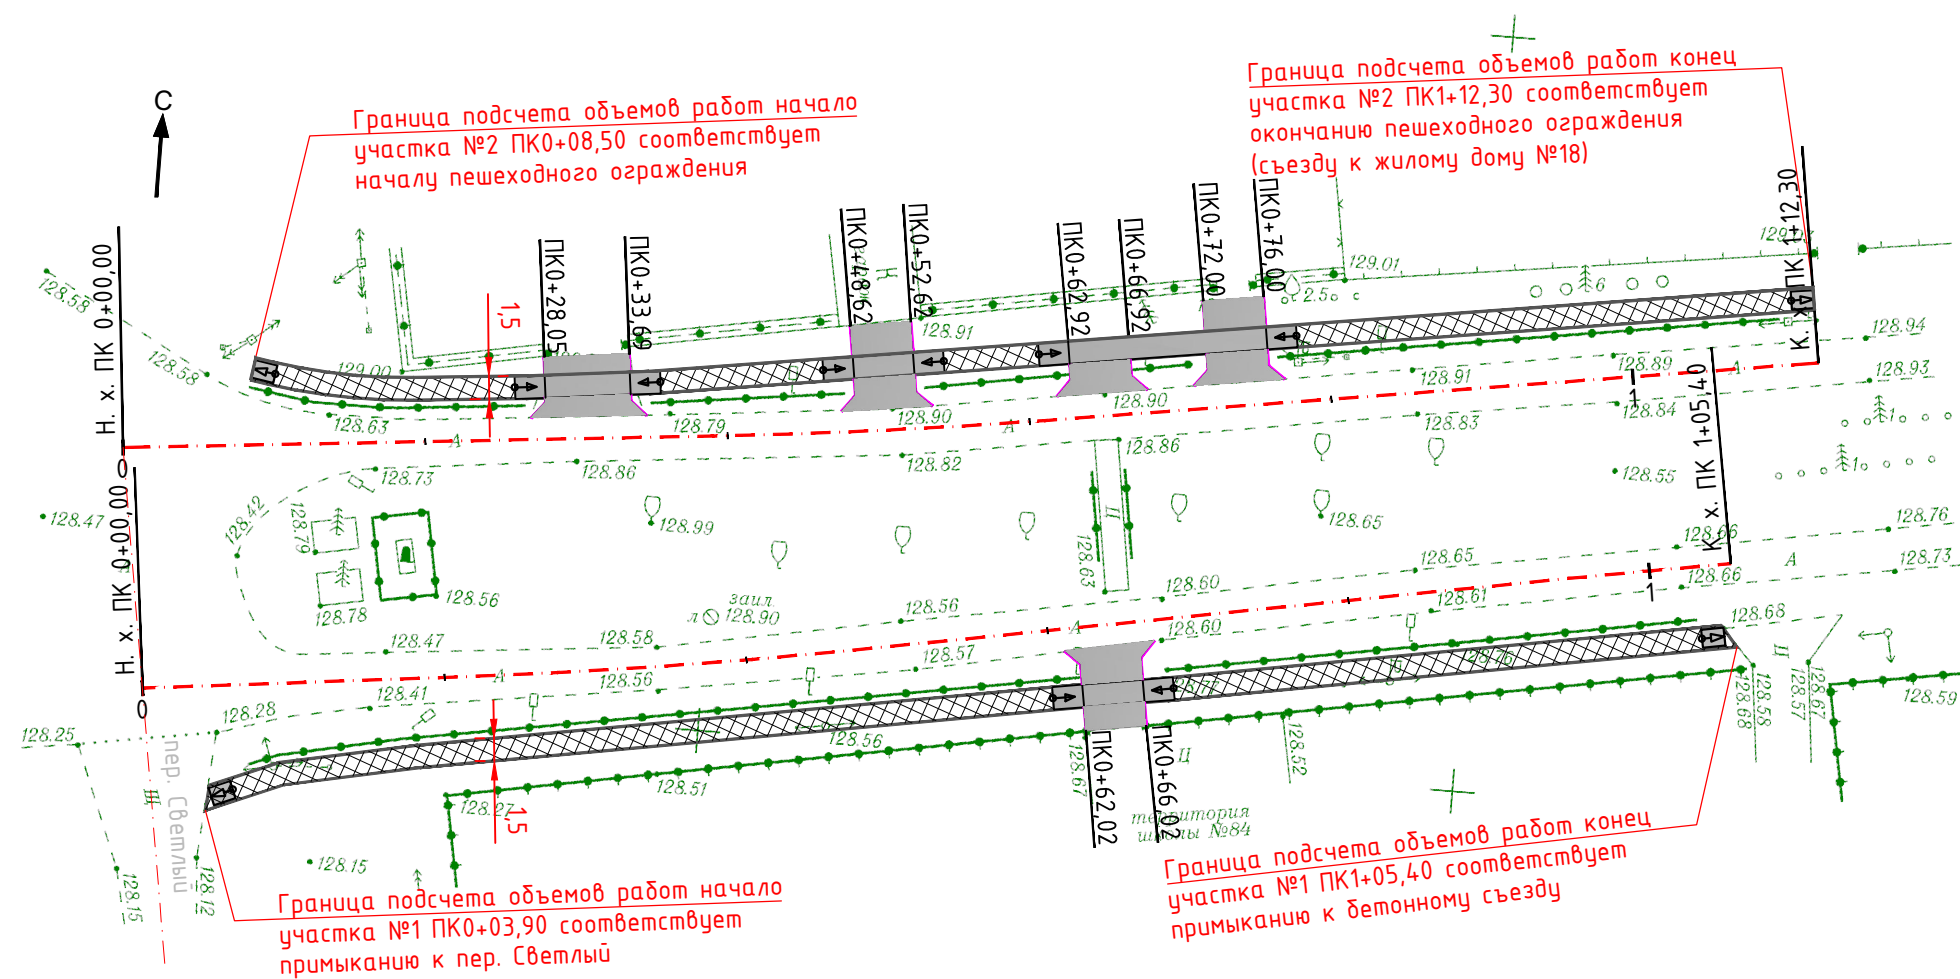 С
Граница подсчета объемов работ начало
участка №2 ПК0+08,50 соответствует
началу пешеходного ограждения
Граница подсчета объемов работ конец
участка №2 ПК1+12,30 соответствует
окончанию пешеходного ограждения
(съезду к жилому дому №18)
Н. х. ПК 0+00,00
0
1,5
ПК0+28,05
ПК0+33,69
ПК0+48,62
ПК0+52,62
ПК0+62,92
ПК0+66,92
ПК0+72,00
ПК0+76,00
К. х. ПК 1+12,30
128.58
128.58
129.00
128.63
128.79
128.91
128.90
128.90
129.01
2.5
6
128.94
128.89
128.91
128.93
128.84
128.83
1
А
А
А
128.73
128.86
128.82
128.86
128.55
1
1
К. х. ПК 1+05,40
128.47
128.42
128.79
128.99
128.65
128.63
Ц
128.76
128.66
128.73
128.66
А
1
128.78
128.56
заил
л 128.90
128.56
128.60
128.65
128.61
128.47
128.58
128.57
128.60
А
А
128.56
Н. х. ПК 0+00,00
0
128.41
128.28
128.25
128.56
128.51
128.27
1,5
128.76
128.68
128.68
128.58
128.57
128.67
128.59
Ц
Ц
128.67
128.52
ПК0+62,02
ПК0+66,02
территория
школы №84
пер. Светлый
Щ
128.15
128.12
128.15
Граница подсчета объемов работ начало
участка №1 ПК0+03,90 соответствует
примыканию к пер. Светлый
Граница подсчета объемов работ конец
участка №1 ПК1+05,40 соответствует
примыканию к бетонному съезду